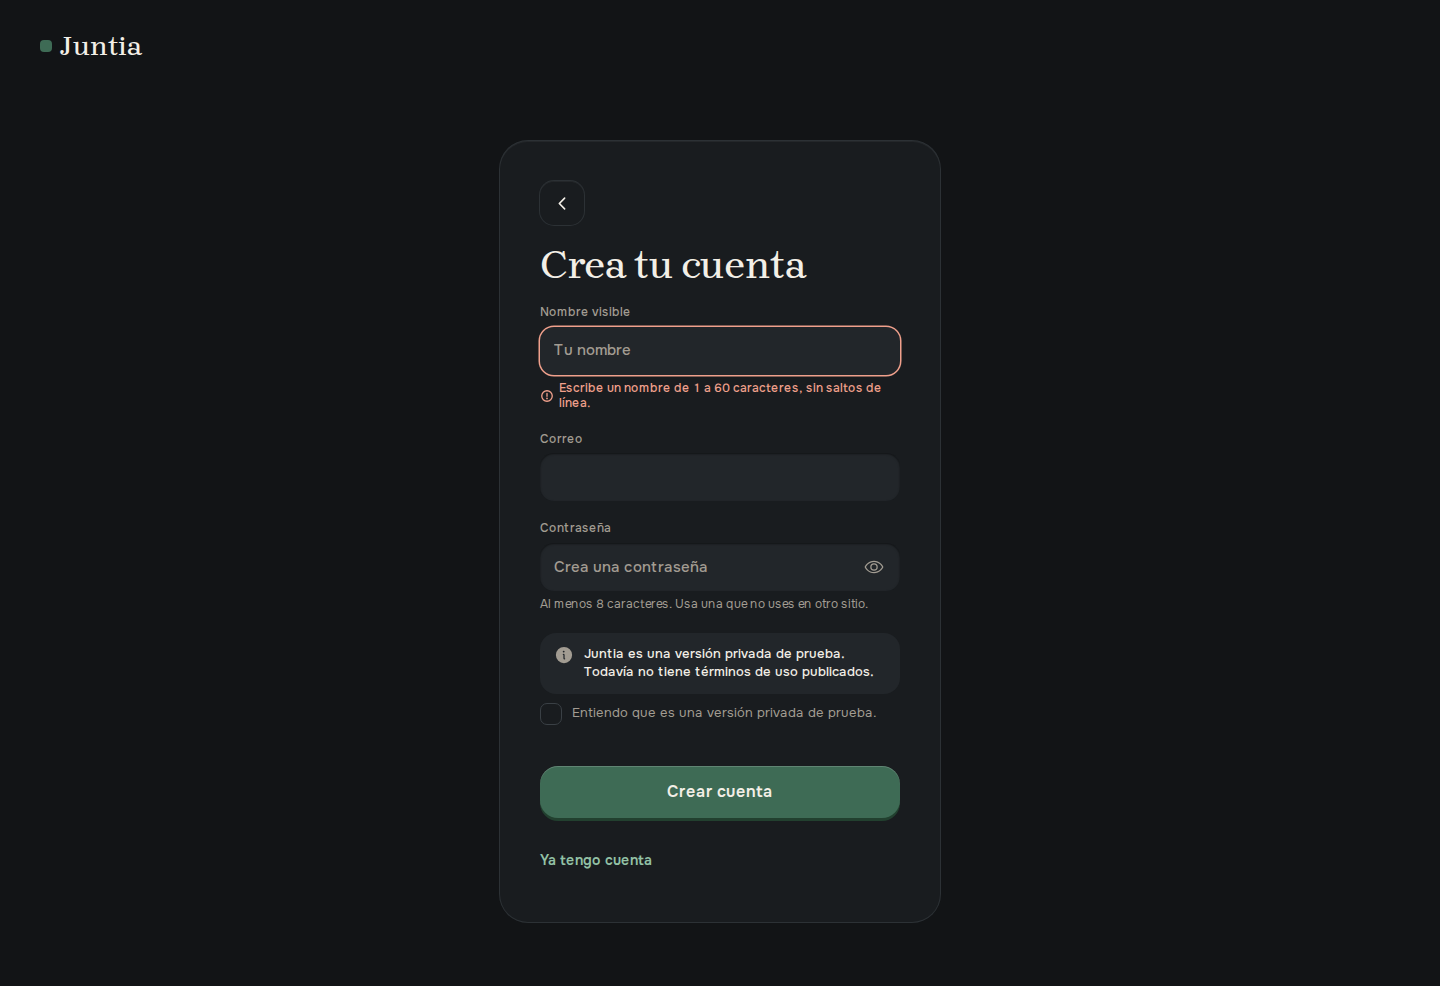 Juntia
Crea tu cuenta
Nombre visible
Tu nombre
Escribe un nombre de 1 a 60 caracteres, sin saltos de
línea.
Correo
Contraseña
Crea una contraseña
Al menos 8 caracteres. Usa una que no uses en otro sitio.
Juntia es una versión privada de prueba.
Todavía no tiene términos de uso publicados.
Entiendo que es una versión privada de prueba.
Crear cuenta
Ya tengo cuenta